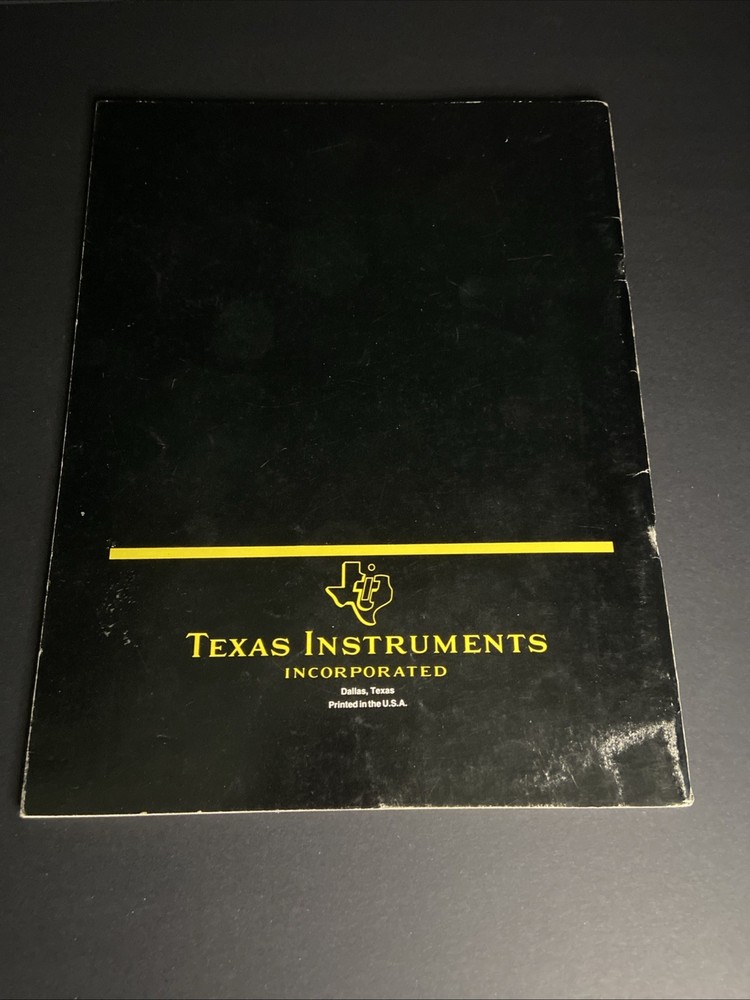 TEXAS INSTRUMENTS
INCORPORATED
Dallas, Texas
Printed in the U.S.A.